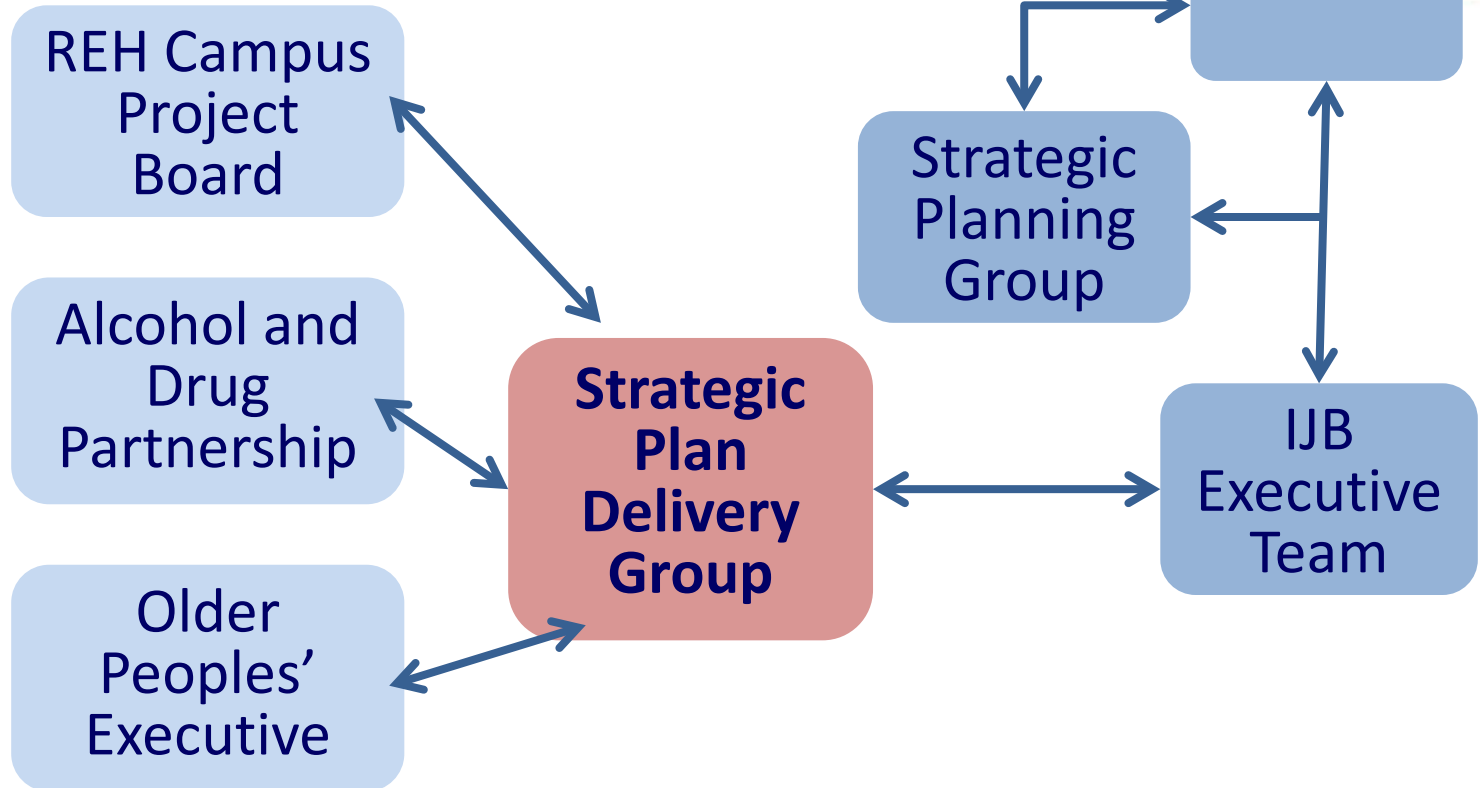 REH Campus
Project
Board
Strategic
Planning
Group
Alcohol and
Drug
Partnership
Strategic
Plan
Delivery
Group
IJB
Executive
Team
Older
Peoples’
Executive